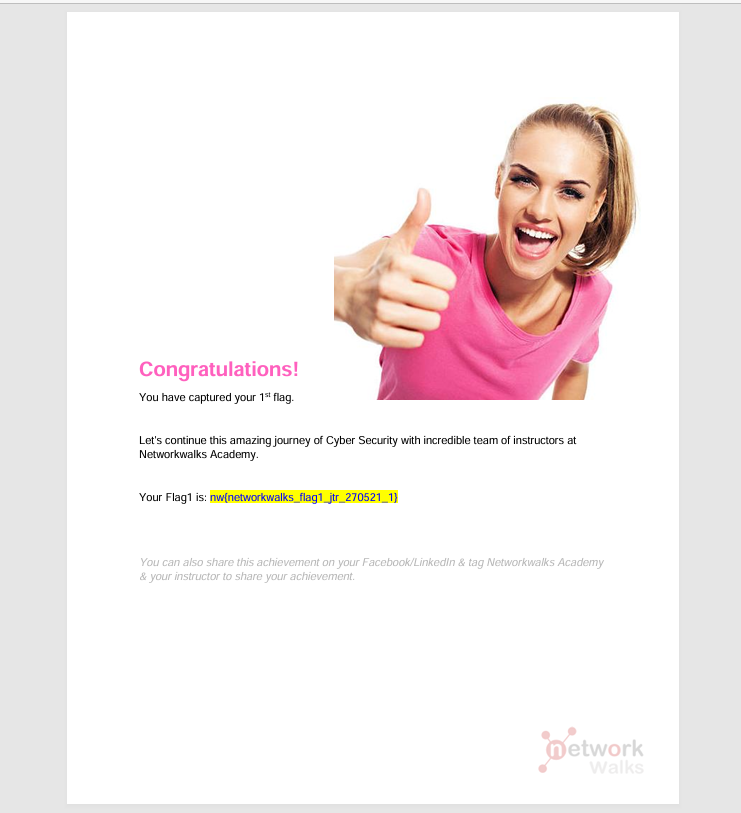 Congratulations!
You have captured your 1st flag.
Let's continue this amazing journey of Cyber Security with incredible team of instructors at
Networkwalks Academy.
Your Flag1 is: nw{networkwalks_flag1_jtr_270521_1}
You can also share this achievement on your Facebook/LinkedIn & tag Networkwalks Academy
& your instructor to share your achievement.
network
Walks